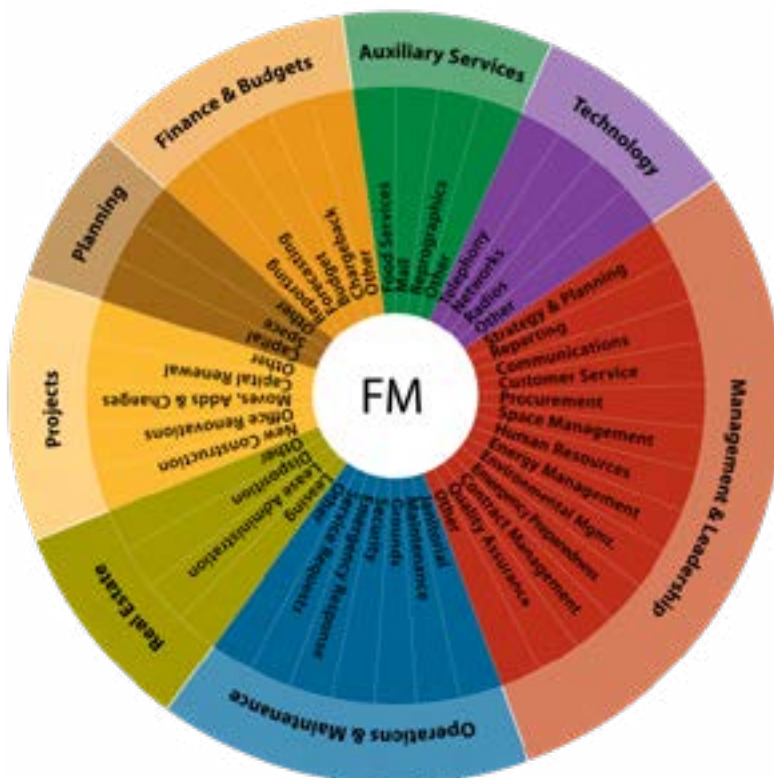 FM
Auxiliary Services
Food Services
Mail
Reprographics
Other
Technology
Telephony
Networks
Radios
Other
Management & Leadership
Strategy & Planning
Reporting
Communications
Customer Service
Procurement
Space Management
Human Resources
Energy Management
Environmental Mgmt.
Emergency Preparedness
Contract Management
Quality Assurance
Other
Operations & Maintenance
Janitorial
Maintenance
Grounds
Security
Emergency Response
Service Requests
Other
Real Estate
Leasing
Lease Administration
Disposition
Other
Projects
New Construction
Office Renovations
Moves, Adds & Changes
Capital Renewal
Other
Planning
Capital
Space
Other
Finance & Budgets
Reporting
Forecasting
Budget
Chargeback
Other